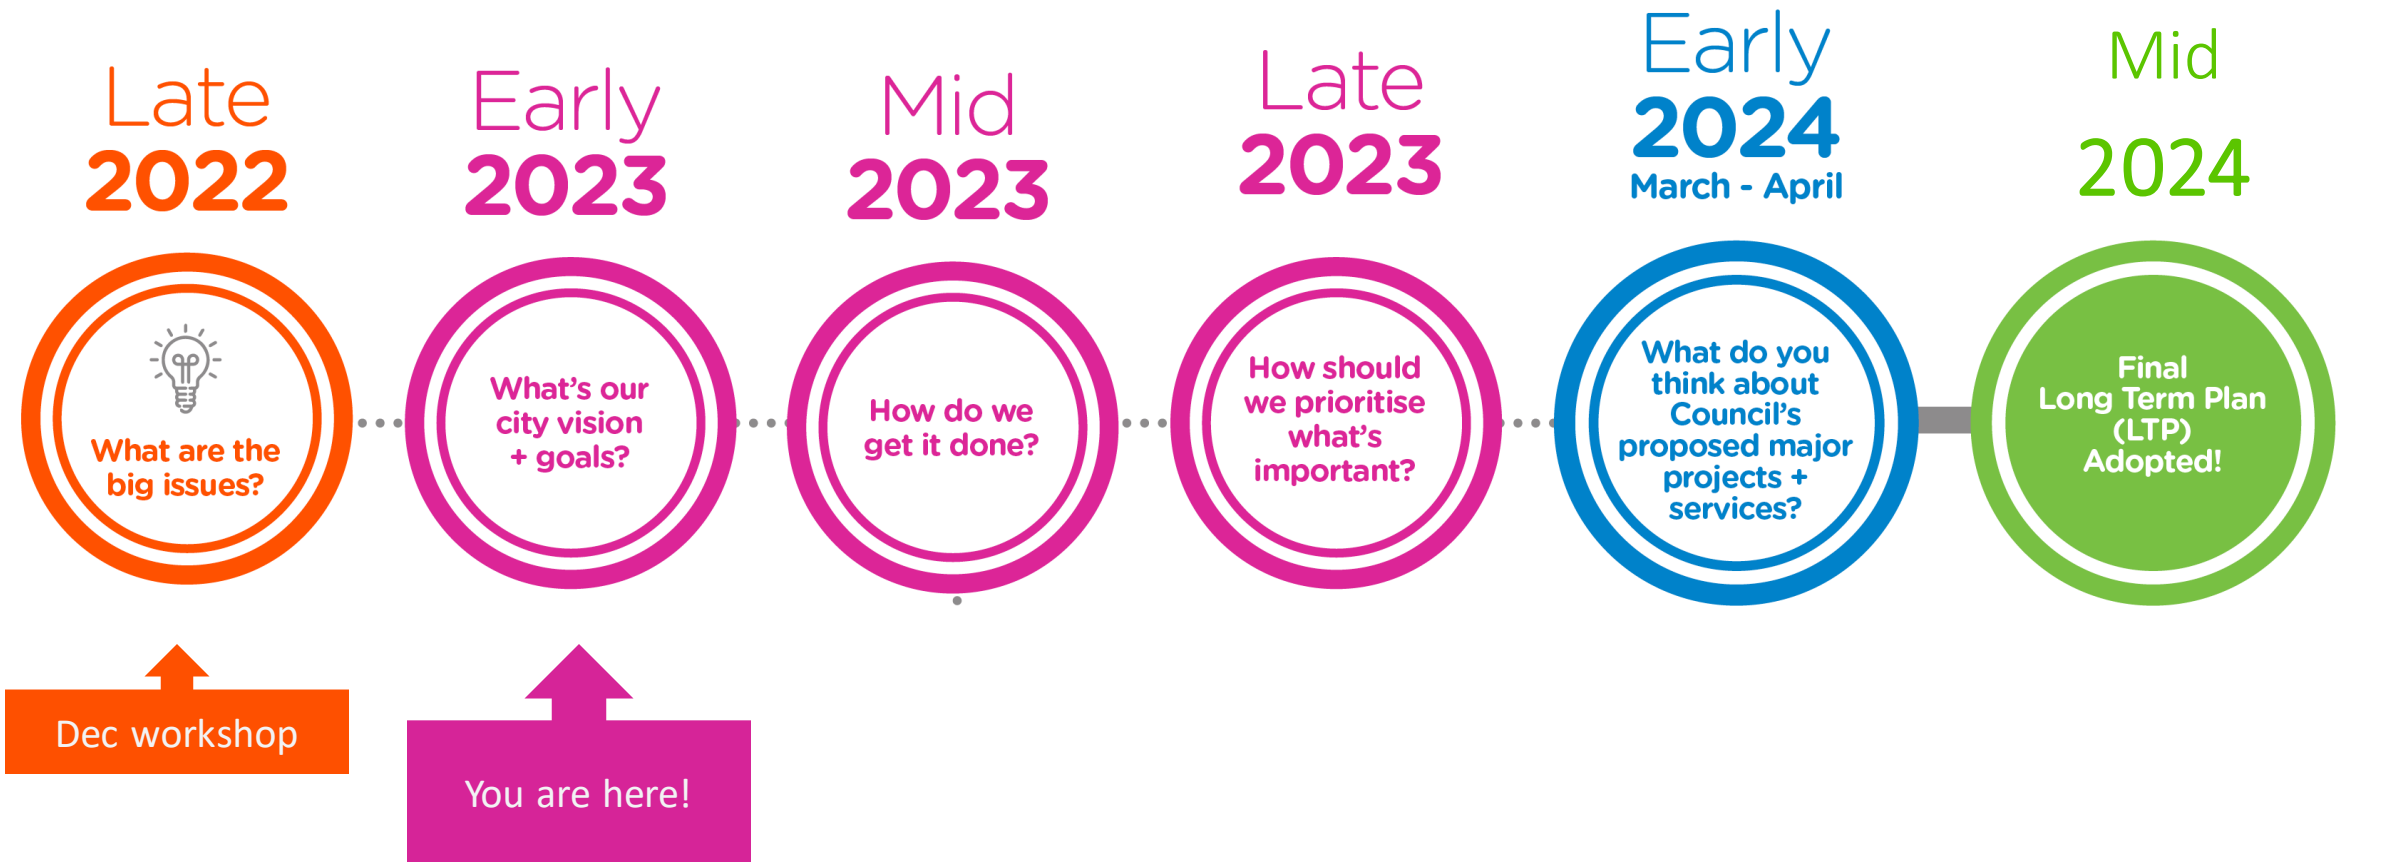 Late
2022
What are the
big issues?
Dec workshop
Early
2023
What's our
city vision
+ goals?
You are here!
Mid
2023
How do we
get it done?
Late
2023
How should
we prioritise
what's
important?
Early
2024
March - April
What do you
think about
Council's
proposed major
projects +
services?
Mid
2024
Final
Long Term Plan
(LTP)
Adopted!